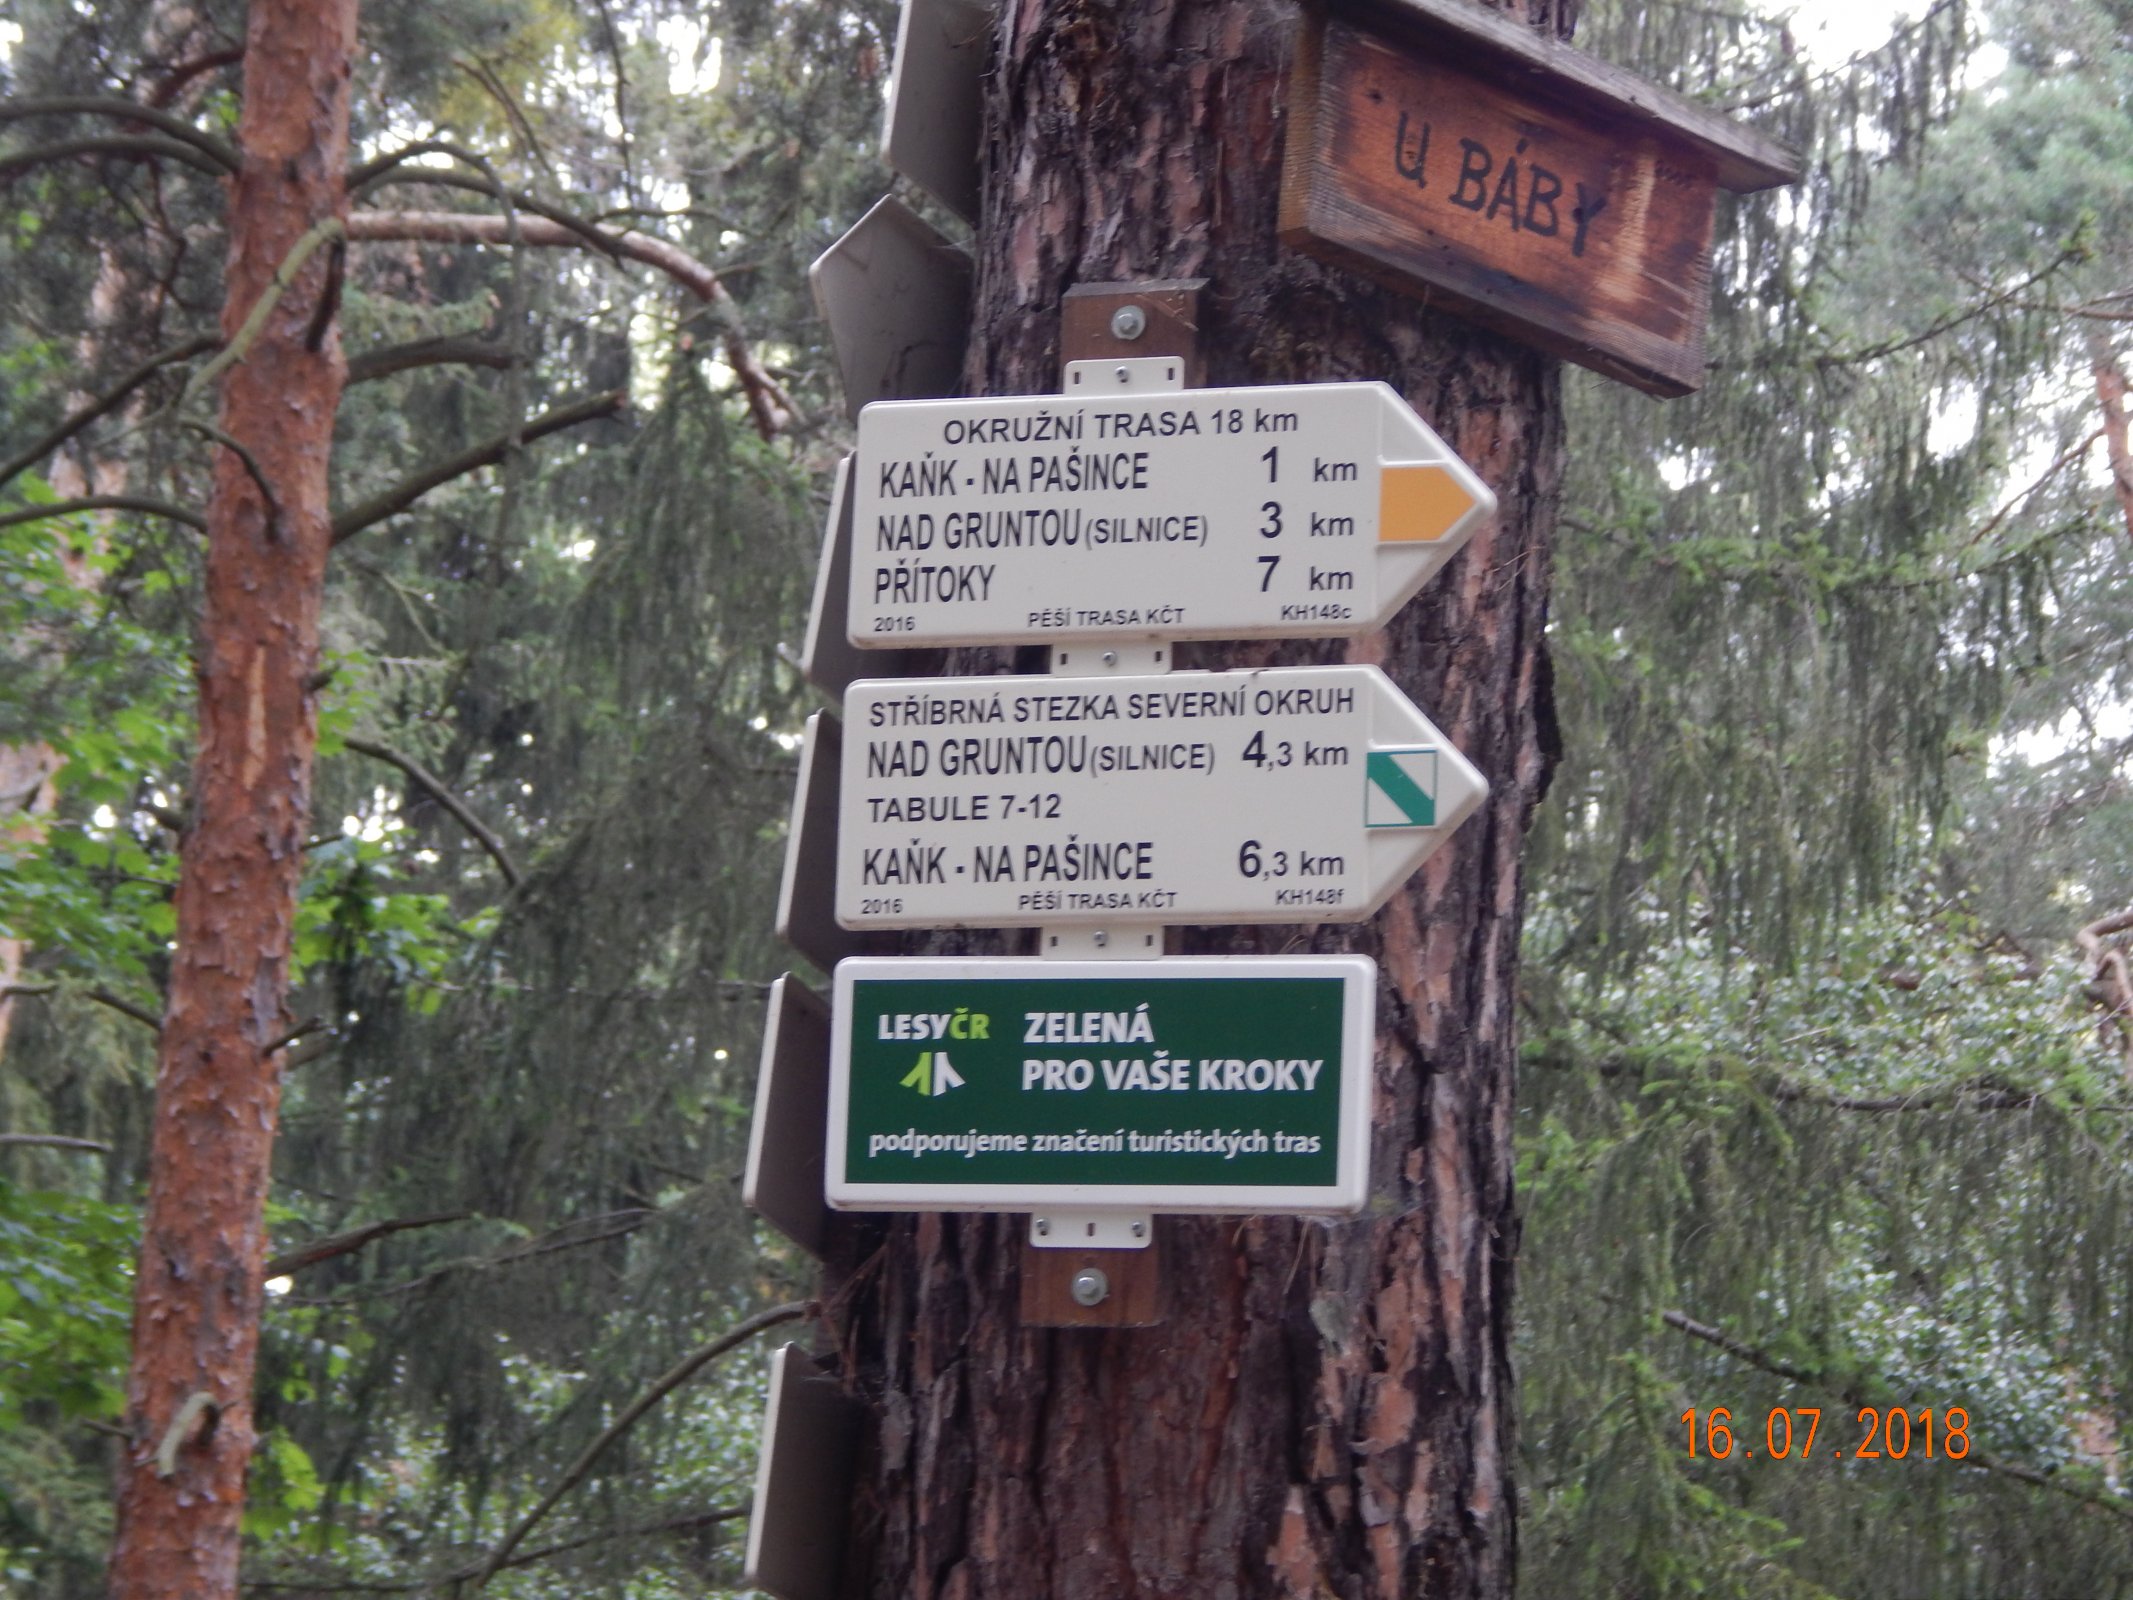 U BÁBY
OKRUŽNÍ TRASA 18 km
KAŇK - NA PAŠINCE 1 km
NAD GRUNTOU (SILNICE) 3 km
PŘÍTOKY 7 km
2016 PĚŠÍ TRASA KČT KH148c
STŘÍBRNÁ STEZKA SEVERNÍ OKRUH
NAD GRUNTOU (SILNICE) 4,3 km
TABULE 7-12
KAŇK - NA PAŠINCE 6,3 km
2016 PĚŠÍ TRASA KČT KH148f
LESYČR
ZELENÁ
PRO VAŠE KROKY
podporujeme značení turistických tras
16.07.2018